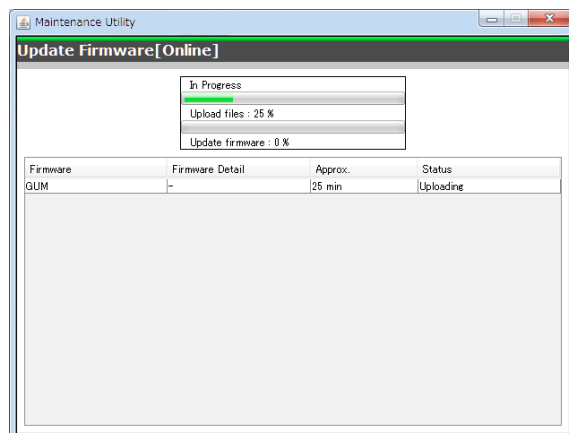 Maintenance Utility
Update Firmware[Online]
In Progress
Upload files : 25 %
Update firmware : 0 %
Firmware Firmware Detail Approx. Status
GUM - 25 min Uploading